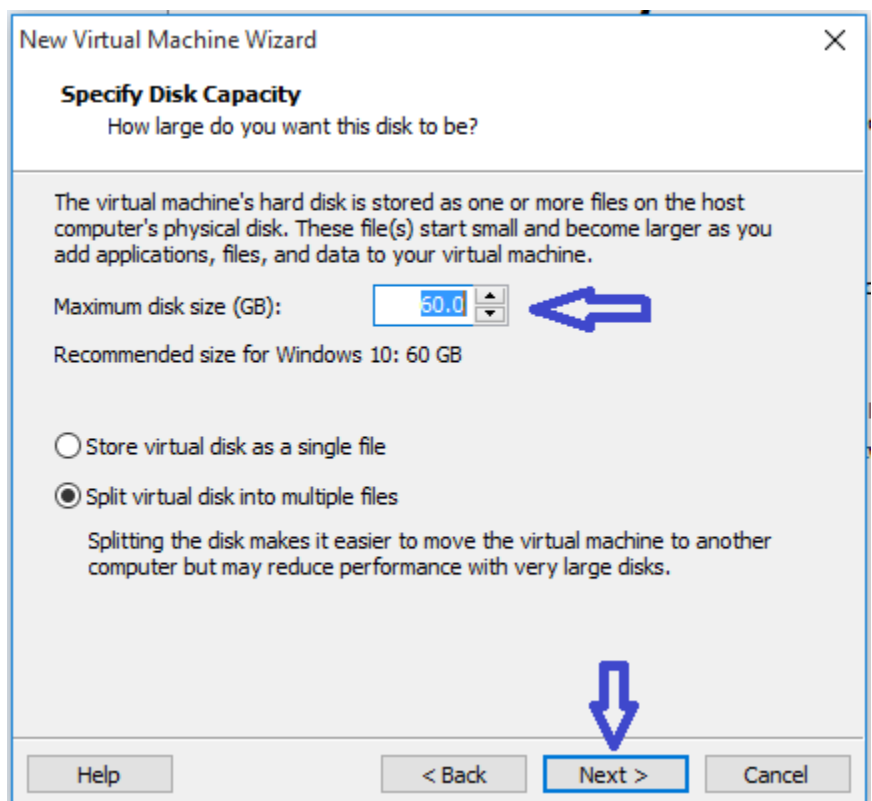 New Virtual Machine Wizard
Specify Disk Capacity
How large do you want this disk to be?
The virtual machine's hard disk is stored as one or more files on the host
computer's physical disk. These file(s) start small and become larger as you
add applications, files, and data to your virtual machine.
Maximum disk size (GB): 60.0
Recommended size for Windows 10: 60 GB
Store virtual disk as a single file
Split virtual disk into multiple files
Splitting the disk makes it easier to move the virtual machine to another
computer but may reduce performance with very large disks.
Help < Back Next > Cancel